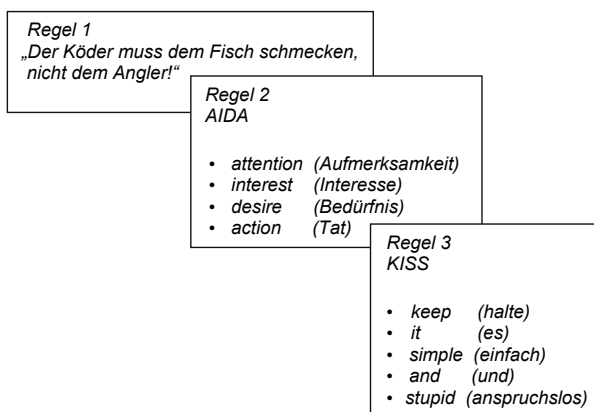 Regel 1
„Der Köder muss dem Fisch schmecken,
nicht dem Angler!“
Regel 2
AIDA
• attention (Aufmerksamkeit)
• interest (Interesse)
• desire (Bedürfnis)
• action (Tat)
Regel 3
KISS
• keep (halte)
• it (es)
• simple (einfach)
• and (und)
• stupid (anspruchslos)